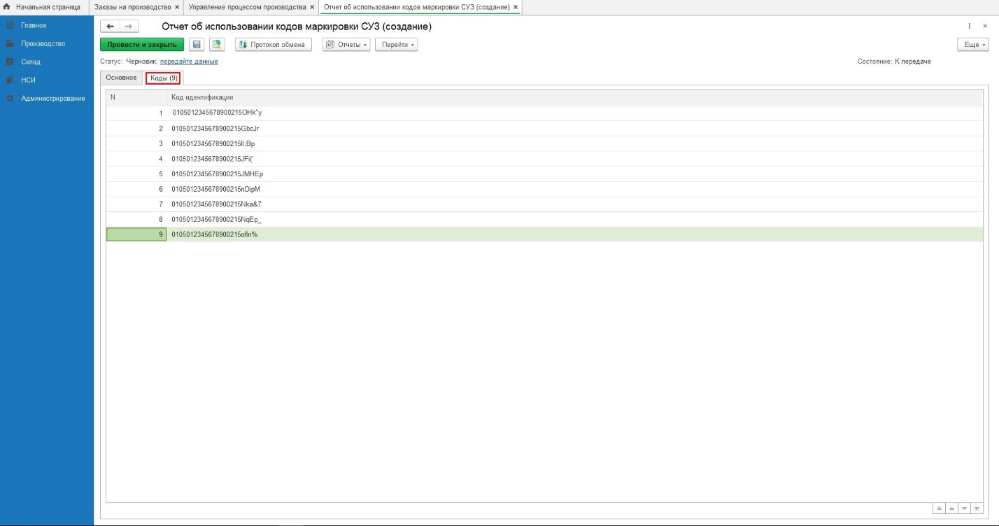 Начальная страница
Заказы на производство ×
Управление процессом производства ×
Отчет об использовании кодов маркировки СУЗ (создание) ×
Главное
Производство
Склад
НСИ
Администрирование
Отчет об использовании кодов маркировки СУЗ (создание)
Провести и закрыть
Протокол обмена
Отчеты
Перейти
Еще
Статус: Черновик, передайте данные
Состояние: К передаче
Основное
Коды (9)
N Код идентификации
1 0105012345678900215OHk"y
2 0105012345678900215GbcJr
3 0105012345678900215lI;Bp
4 0105012345678900215JFi('
5 0105012345678900215JMHEp
6 0105012345678900215nDipM
7 0105012345678900215Nka&7
8 0105012345678900215NqEp_
9 0105012345678900215ofln%